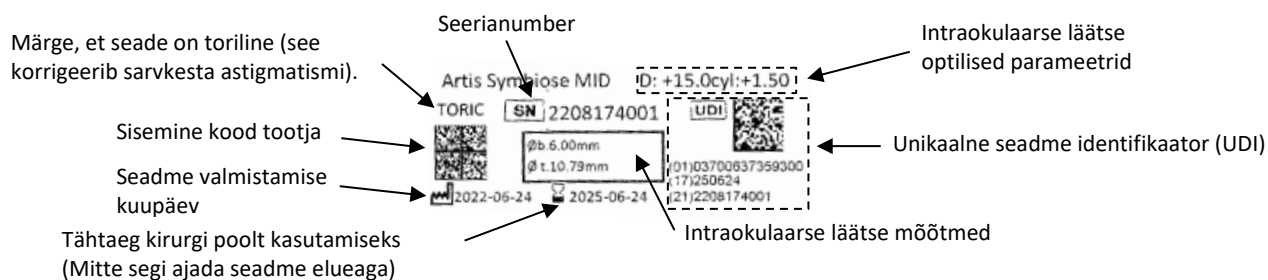 Seerianumber
Märge, et seade on toriline (see
korrigeerib sarvkesta astigmatismi).
Intraokulaarse läätse
optilised parameetrid
Artis Symbiose MID D: +15.0cyl:+1.50
TORIC SN 2208174001 UDI
Sisemine kood tootja
Øb.6.00mm
Øt.10.79mm
Unikaalne seadme identifikaator (UDI)
(01)03700637359300
(17)250624
(21)2208174001
Seadme valmistamise
kuupäev
2022-06-24 2025-06-24
Intraokulaarse läätse mõõtmed
Tähtaeg kirurgi poolt kasutamiseks
(Mitte segi ajada seadme elueaga)